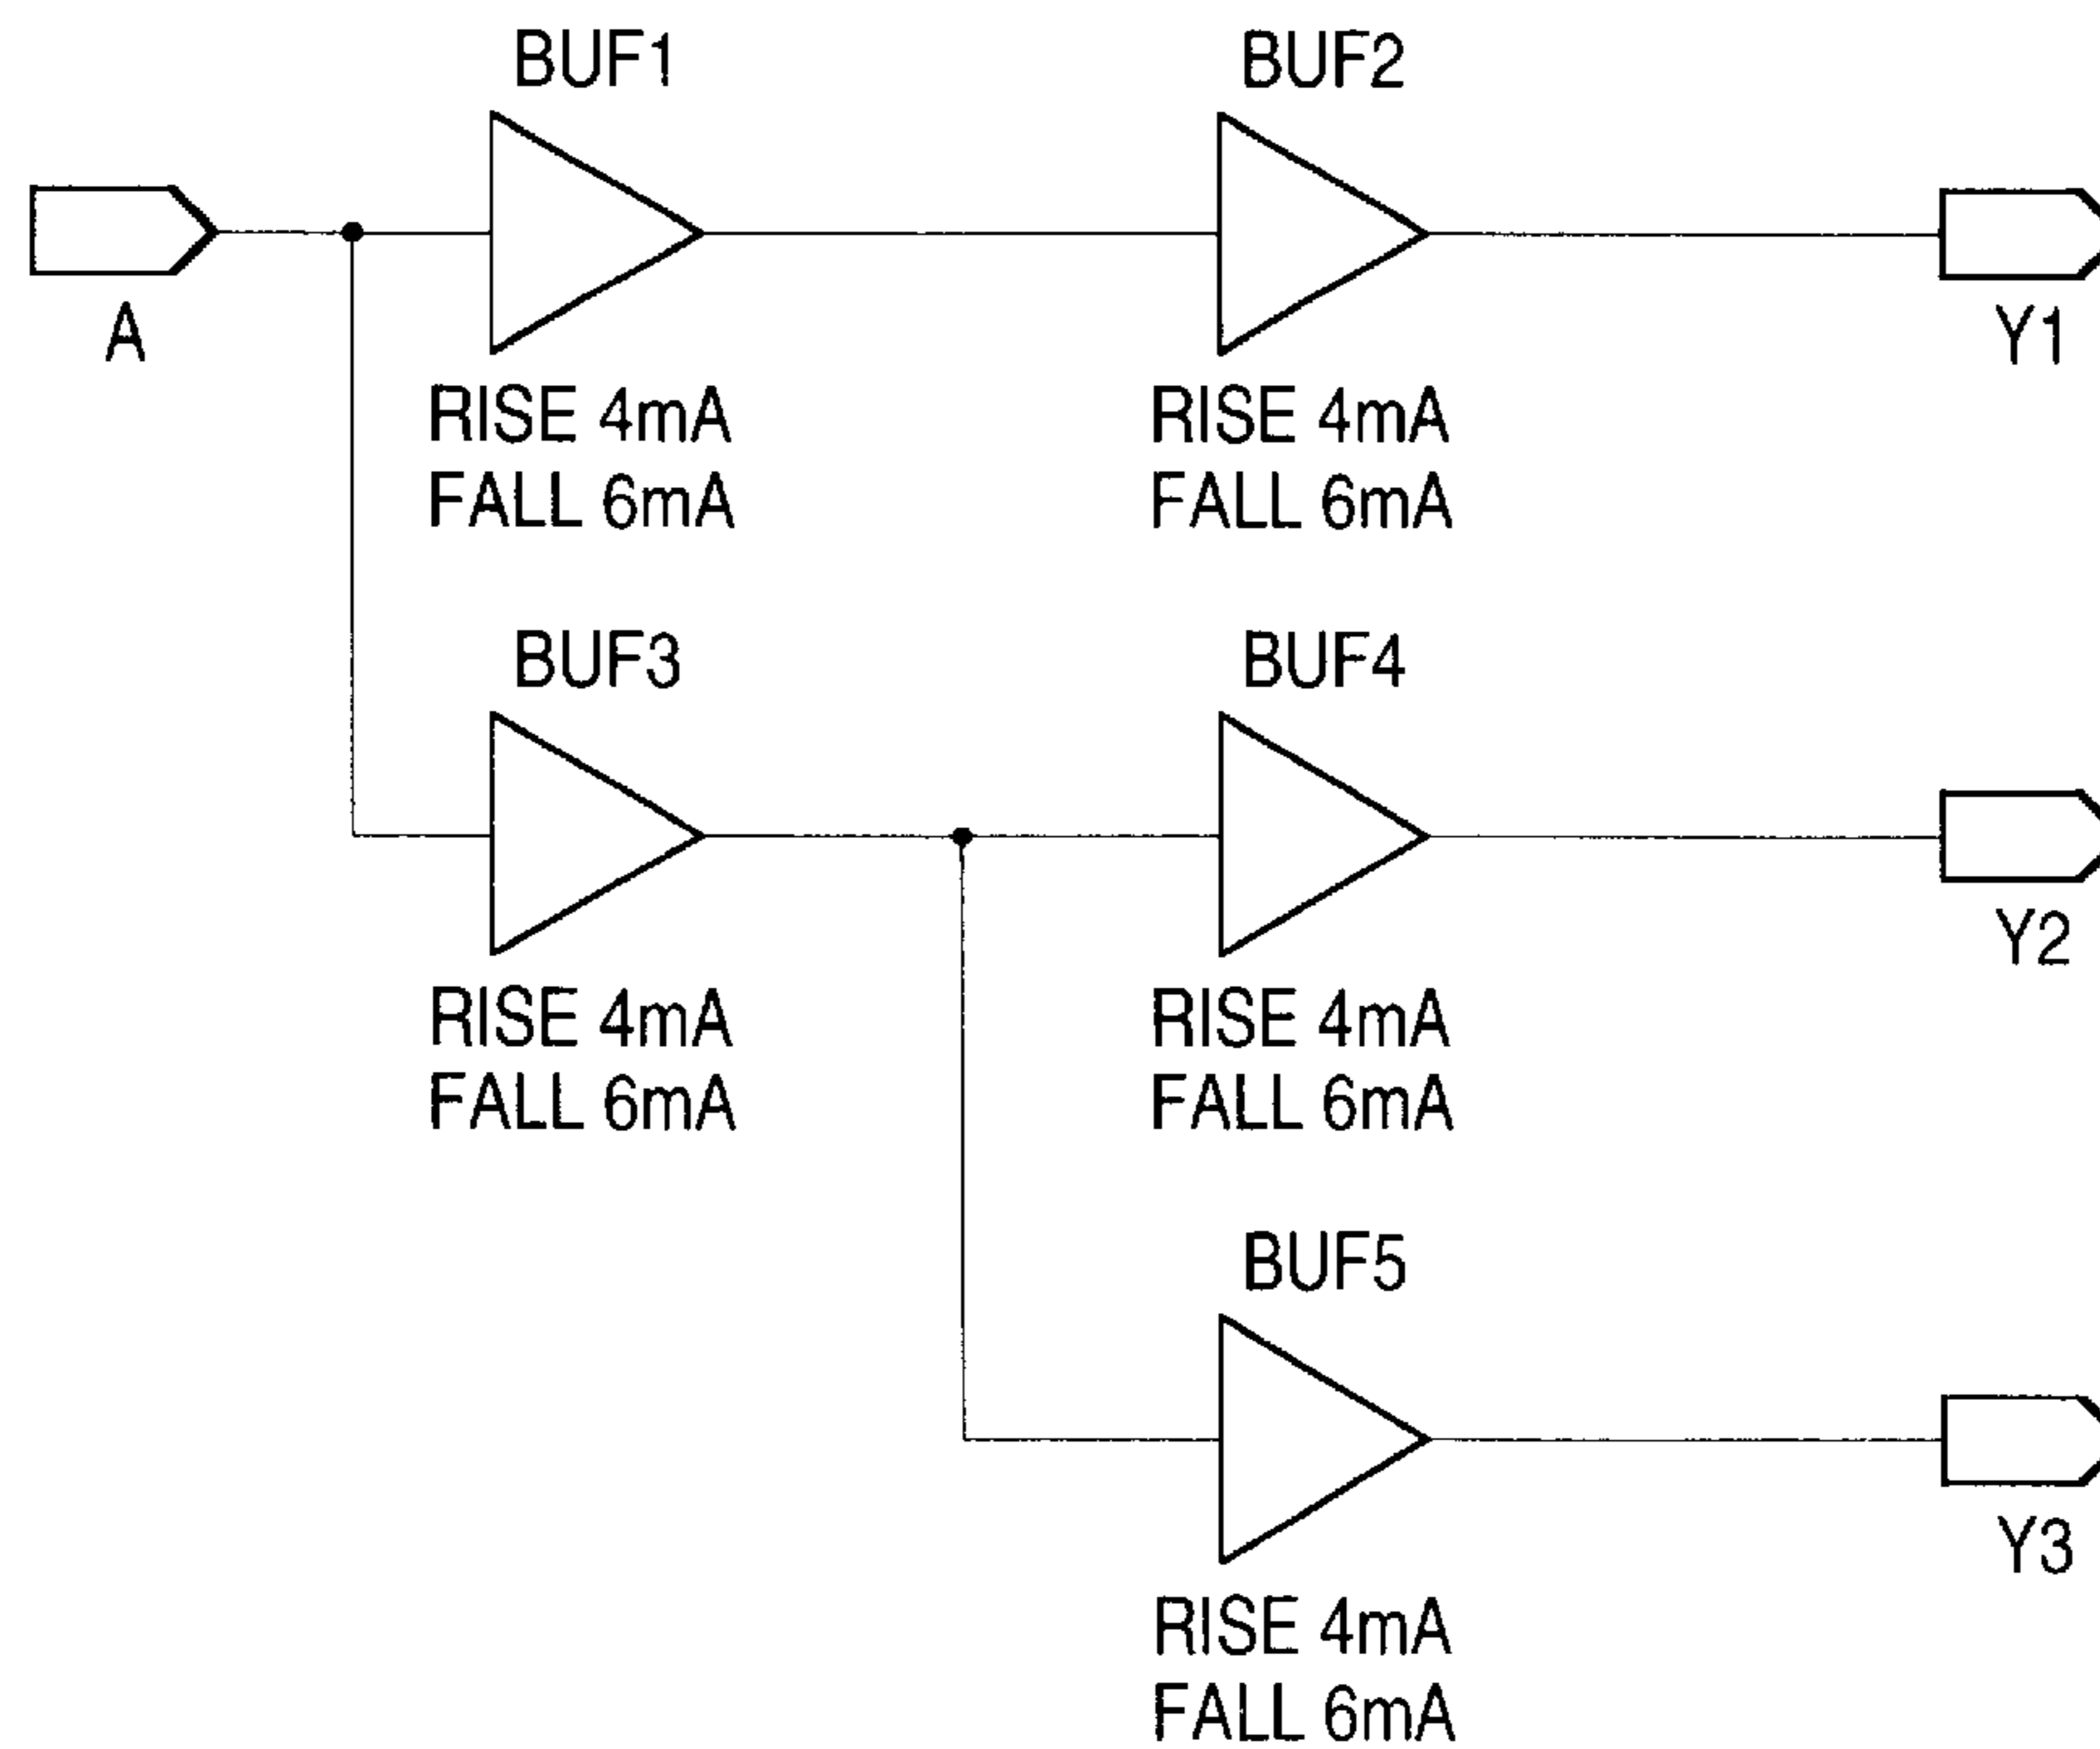 BUF1
BUF2
A
Y1
RISE 4mA
FALL 6mA
RISE 4mA
FALL 6mA
BUF3
BUF4
Y2
RISE 4mA
FALL 6mA
RISE 4mA
FALL 6mA
BUF5
Y3
RISE 4mA
FALL 6mA